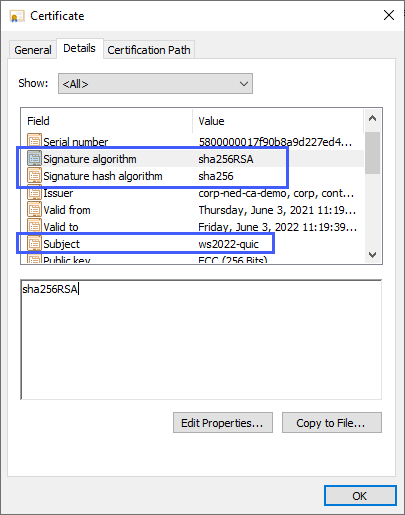 Certificate
General Details Certification Path
Show: <All>
Field Value
Serial number 5800000017f90b8a9d227ed4...
Signature algorithm sha256RSA
Signature hash algorithm sha256
Issuer corp-ned-ca-demo, corp, cont...
Valid from Thursday, June 3, 2021 11:19...
Valid to Friday, June 3, 2022 11:19:39...
Subject ws2022-quic
Public key ECC (256 Bits)
sha256RSA
Edit Properties... Copy to File...
OK